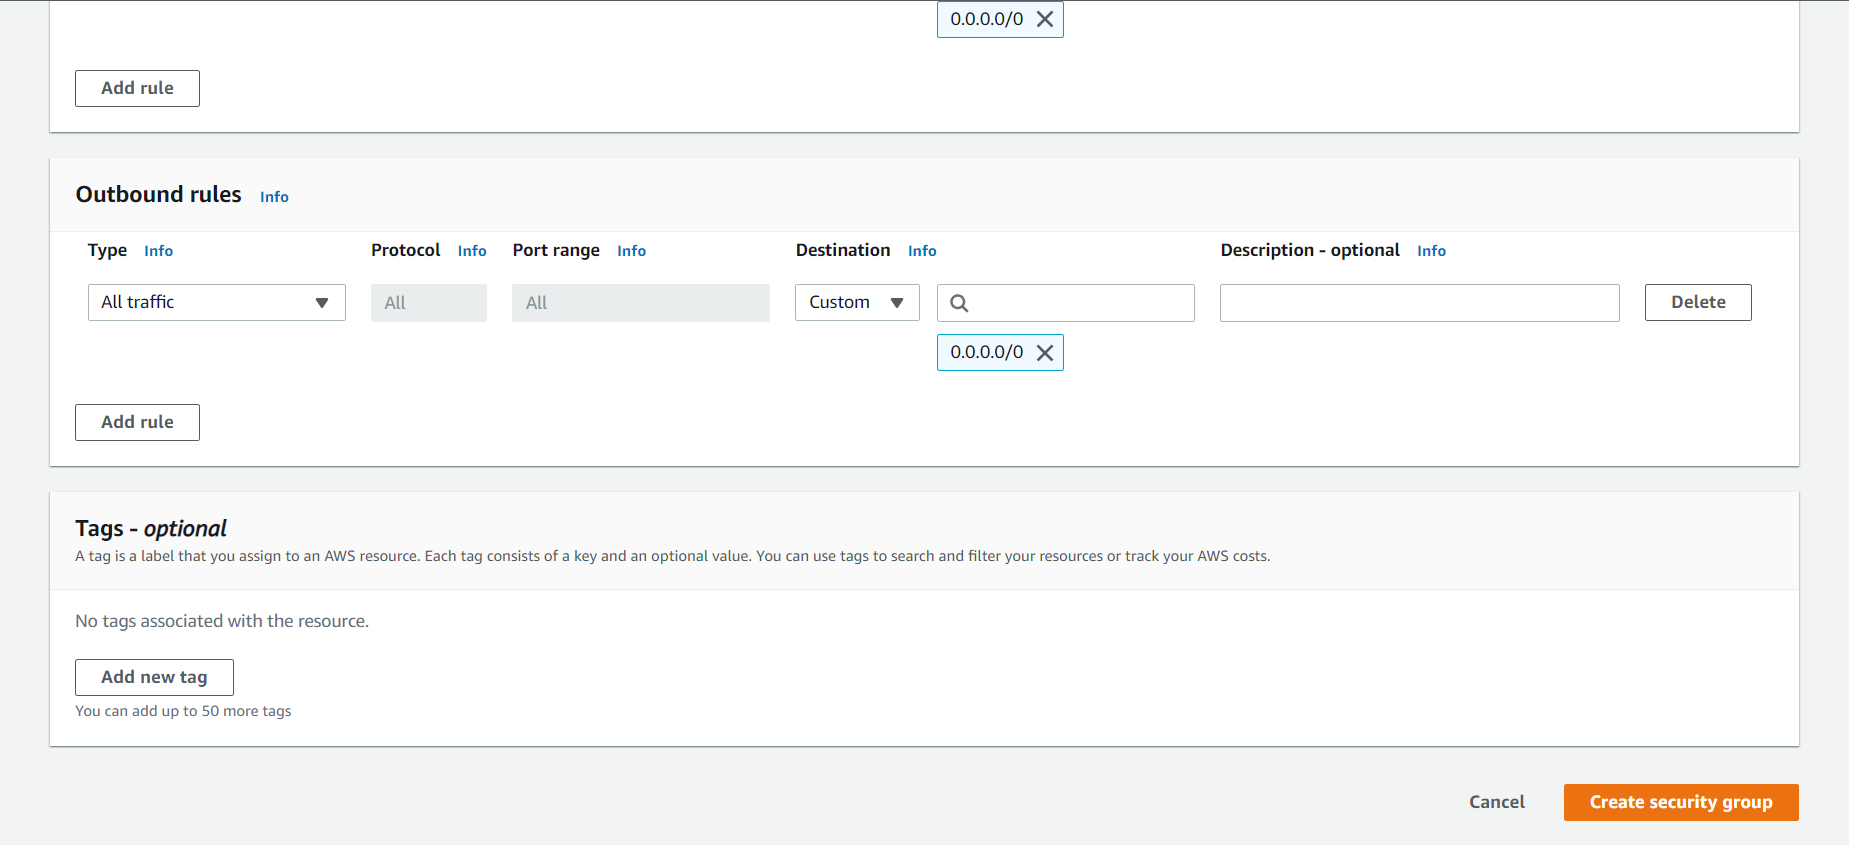 0.0.0.0/0
Add rule
Outbound rules Info
Type Info Protocol Info Port range Info Destination Info Description - optional Info
All traffic All All Custom Delete
0.0.0.0/0
Add rule
Tags - optional
A tag is a label that you assign to an AWS resource. Each tag consists of a key and an optional value. You can use tags to search and filter your resources or track your AWS costs.
No tags associated with the resource.
Add new tag
You can add up to 50 more tags
Cancel Create security group